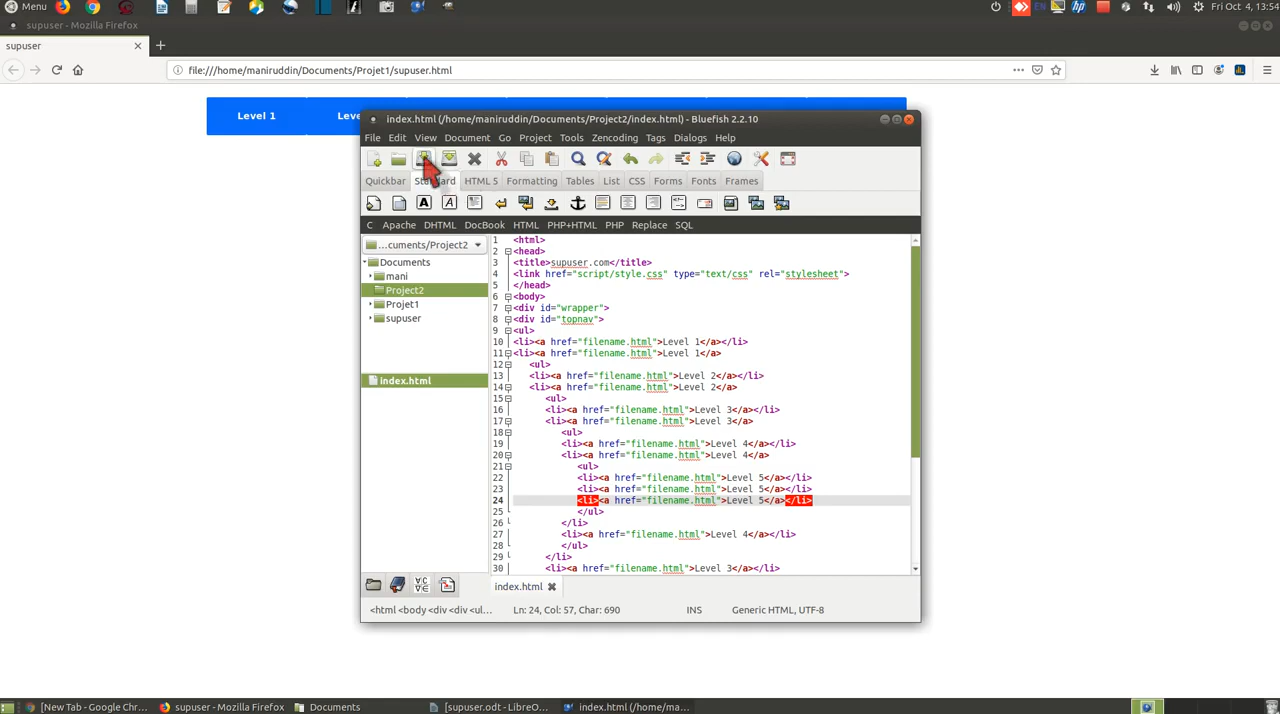 Menu
EN
hp
Fri Oct 4, 13:54
supuser - Mozilla Firefox
supuser
file:///home/maniruddin/Documents/Projet1/supuser.html
Level 1
Leve
index.html (/home/maniruddin/Documents/Project2/index.html) - Bluefish 2.2.10
File Edit View Document Go Project Tools Zencoding Tags Dialogs Help
Quickbar Standard HTML 5 Formatting Tables List CSS Forms Fonts Frames
C Apache DHTML DocBook HTML PHP+HTML PHP Replace SQL
...cuments/Project2
Documents
mani
Project2
Projet1
supuser
index.html
1 <html>
2 <head>
3 <title>supuser.com</title>
4 <link href="script/style.css" type="text/css" rel="stylesheet">
5 </head>
6 <body>
7 <div id="wrapper">
8 <div id="topnav">
9 <ul>
10 <li><a href="filename.html">Level 1</a></li>
11 <li><a href="filename.html">Level 1</a>
12 <ul>
13 <li><a href="filename.html">Level 2</a></li>
14 <li><a href="filename.html">Level 2</a>
15 <ul>
16 <li><a href="filename.html">Level 3</a></li>
17 <li><a href="filename.html">Level 3</a>
18 <ul>
19 <li><a href="filename.html">Level 4</a></li>
20 <li><a href="filename.html">Level 4</a>
21 <ul>
22 <li><a href="filename.html">Level 5</a></li>
23 <li><a href="filename.html">Level 5</a></li>
24 <li><a href="filename.html">Level 5</a></li>
25 </ul>
26 </li>
27 <li><a href="filename.html">Level 4</a></li>
28 </ul>
29 </li>
30 <li><a href="filename.html">Level 3</a></li>
index.html
<html <body <div <div <ul...
Ln: 24, Col: 57, Char: 690
INS
Generic HTML, UTF-8
[New Tab - Google Chr...
supuser - Mozilla Firefox
Documents
[supuser.odt - LibreO...
index.html (/home/ma...